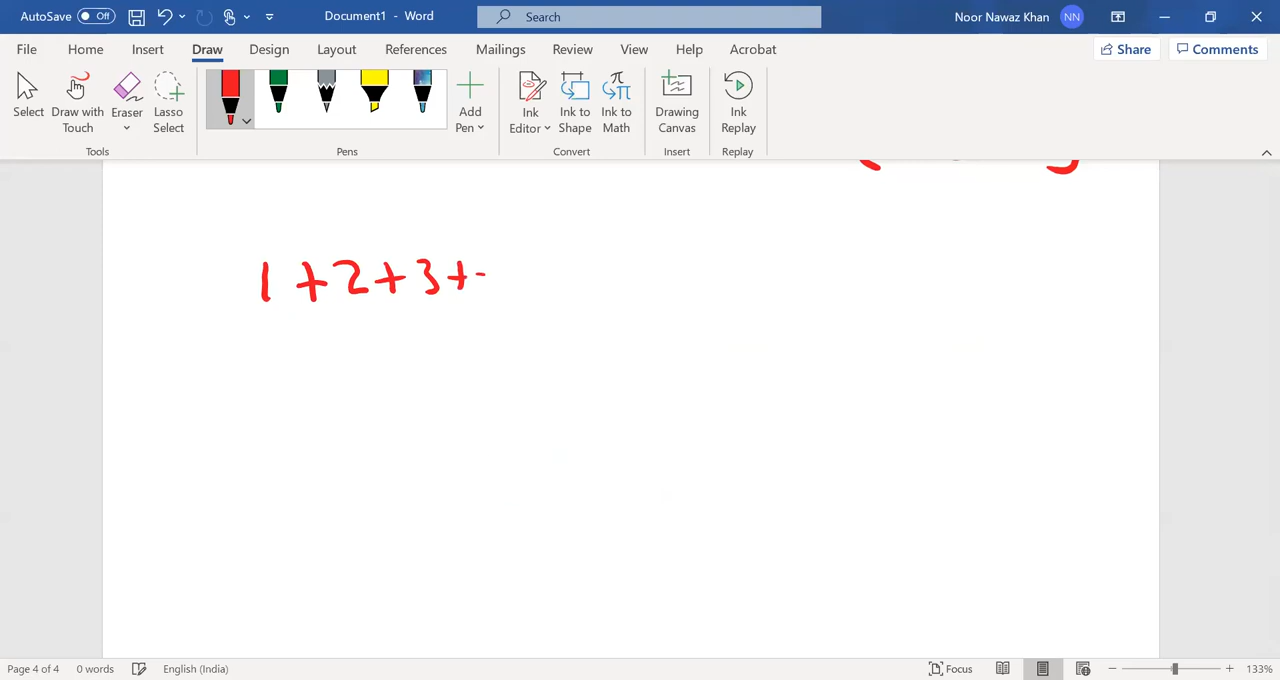 AutoSave Off Document1 - Word Search Noor Nawaz Khan NN
File Home Insert Draw Design Layout References Mailings Review View Help Acrobat Share Comments
Select Draw with Touch Eraser Lasso Select Add Pen Ink Editor Ink to Shape Ink to Math Drawing Canvas Ink Replay
Tools Pens Convert Insert Replay
1 + 2 + 3 +
Page 4 of 4 0 words English (India) Focus 133%